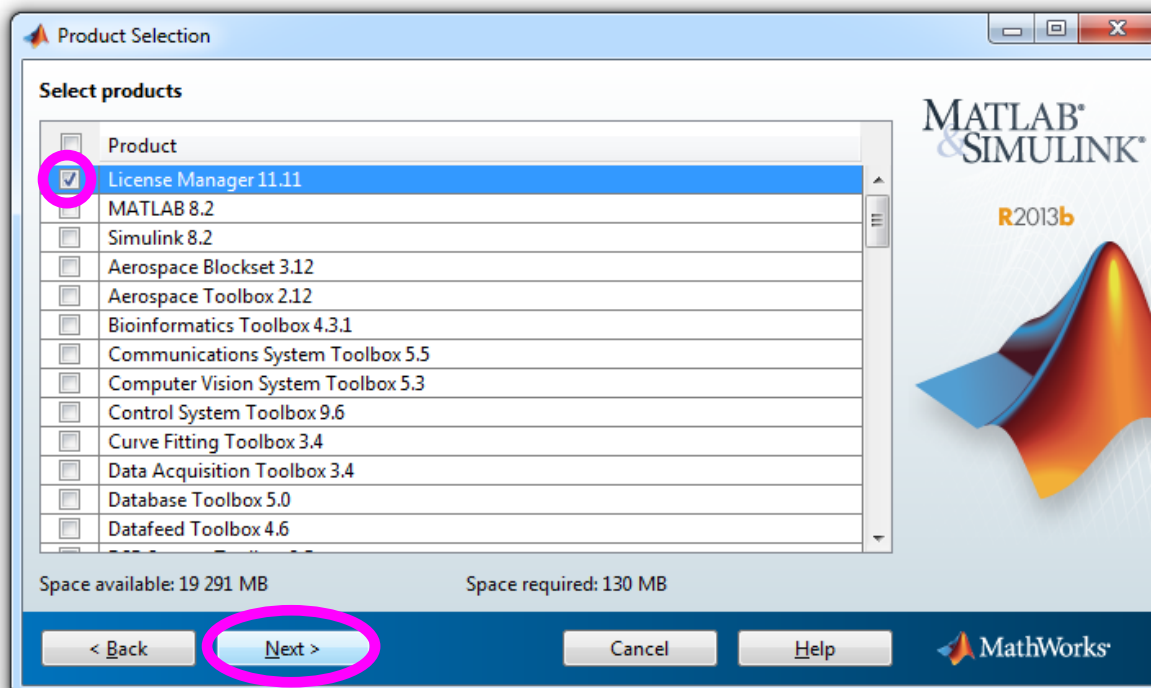 Product Selection
Select products
MATLAB®
&SIMULINK®
Product
License Manager 11.11
MATLAB 8.2
R2013b
Simulink 8.2
Aerospace Blockset 3.12
Aerospace Toolbox 2.12
Bioinformatics Toolbox 4.3.1
Communications System Toolbox 5.5
Computer Vision System Toolbox 5.3
Control System Toolbox 9.6
Curve Fitting Toolbox 3.4
Data Acquisition Toolbox 3.4
Database Toolbox 5.0
Datafeed Toolbox 4.6
Space available: 19 291 MB Space required: 130 MB
< Back Next > Cancel Help MathWorks®